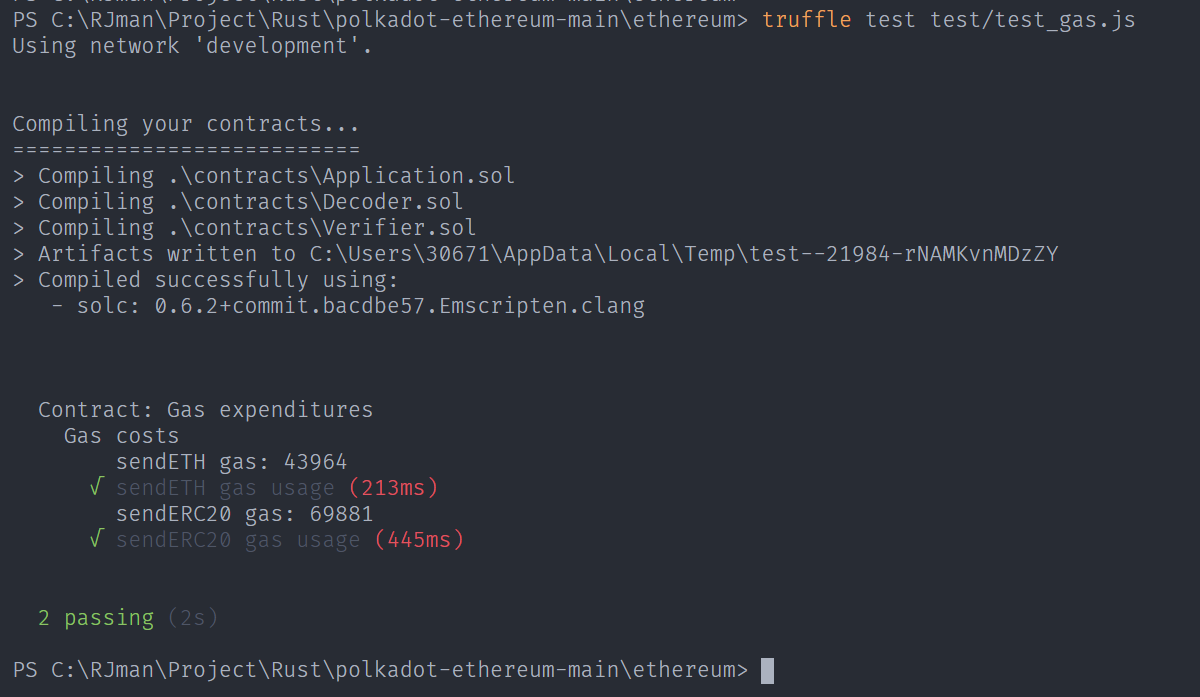 PS C:\RJman\Project\Rust\polkadot-ethereum-main\ethereum> truffle test test/test_gas.js
Using network 'development'.
Compiling your contracts...
===========================
> Compiling .\contracts\Application.sol
> Compiling .\contracts\Decoder.sol
> Compiling .\contracts\Verifier.sol
> Artifacts written to C:\Users\30671\AppData\Local\Temp\test--21984-rNAMKvnMDzZY
> Compiled successfully using:
   - solc: 0.6.2+commit.bacdbe57.Emscripten.clang
Contract: Gas expenditures
Gas costs
sendETH gas: 43964
√ sendETH gas usage (213ms)
sendERC20 gas: 69881
√ sendERC20 gas usage (445ms)
2 passing (2s)
PS C:\RJman\Project\Rust\polkadot-ethereum-main\ethereum>